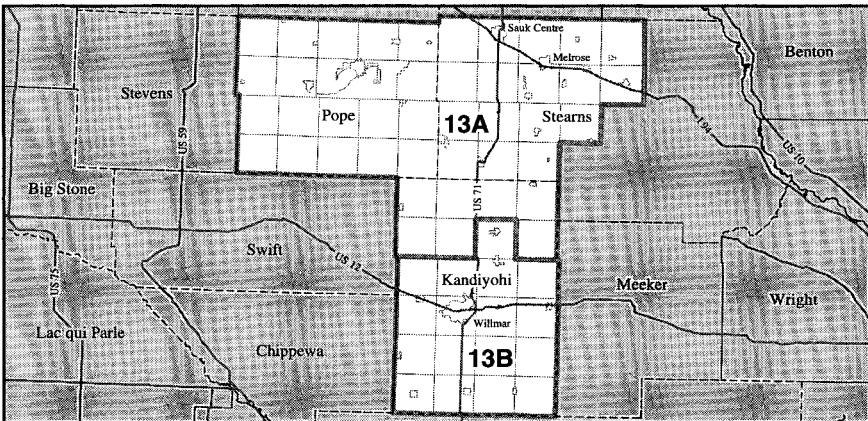 Sauk Centre
Benton
Melrose
Stevens
Pope
13A
Stearns
I 94
US 10
US 59
Big Stone
US 71
Swift
US 12
US 75
Kandiyohi
Meeker
Wright
Lac qui Parle
Willmar
Chippewa
13B